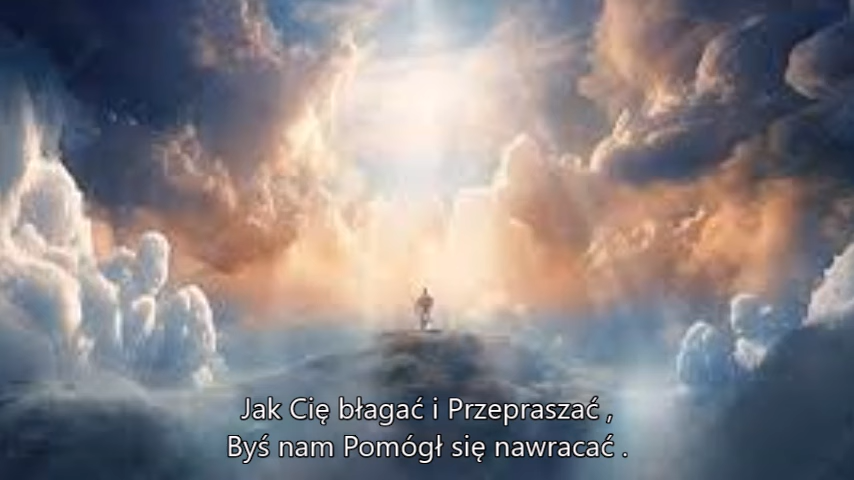 Jak Cię błagać i Przepraszać ,
Byś nam Pomógł się nawracać .